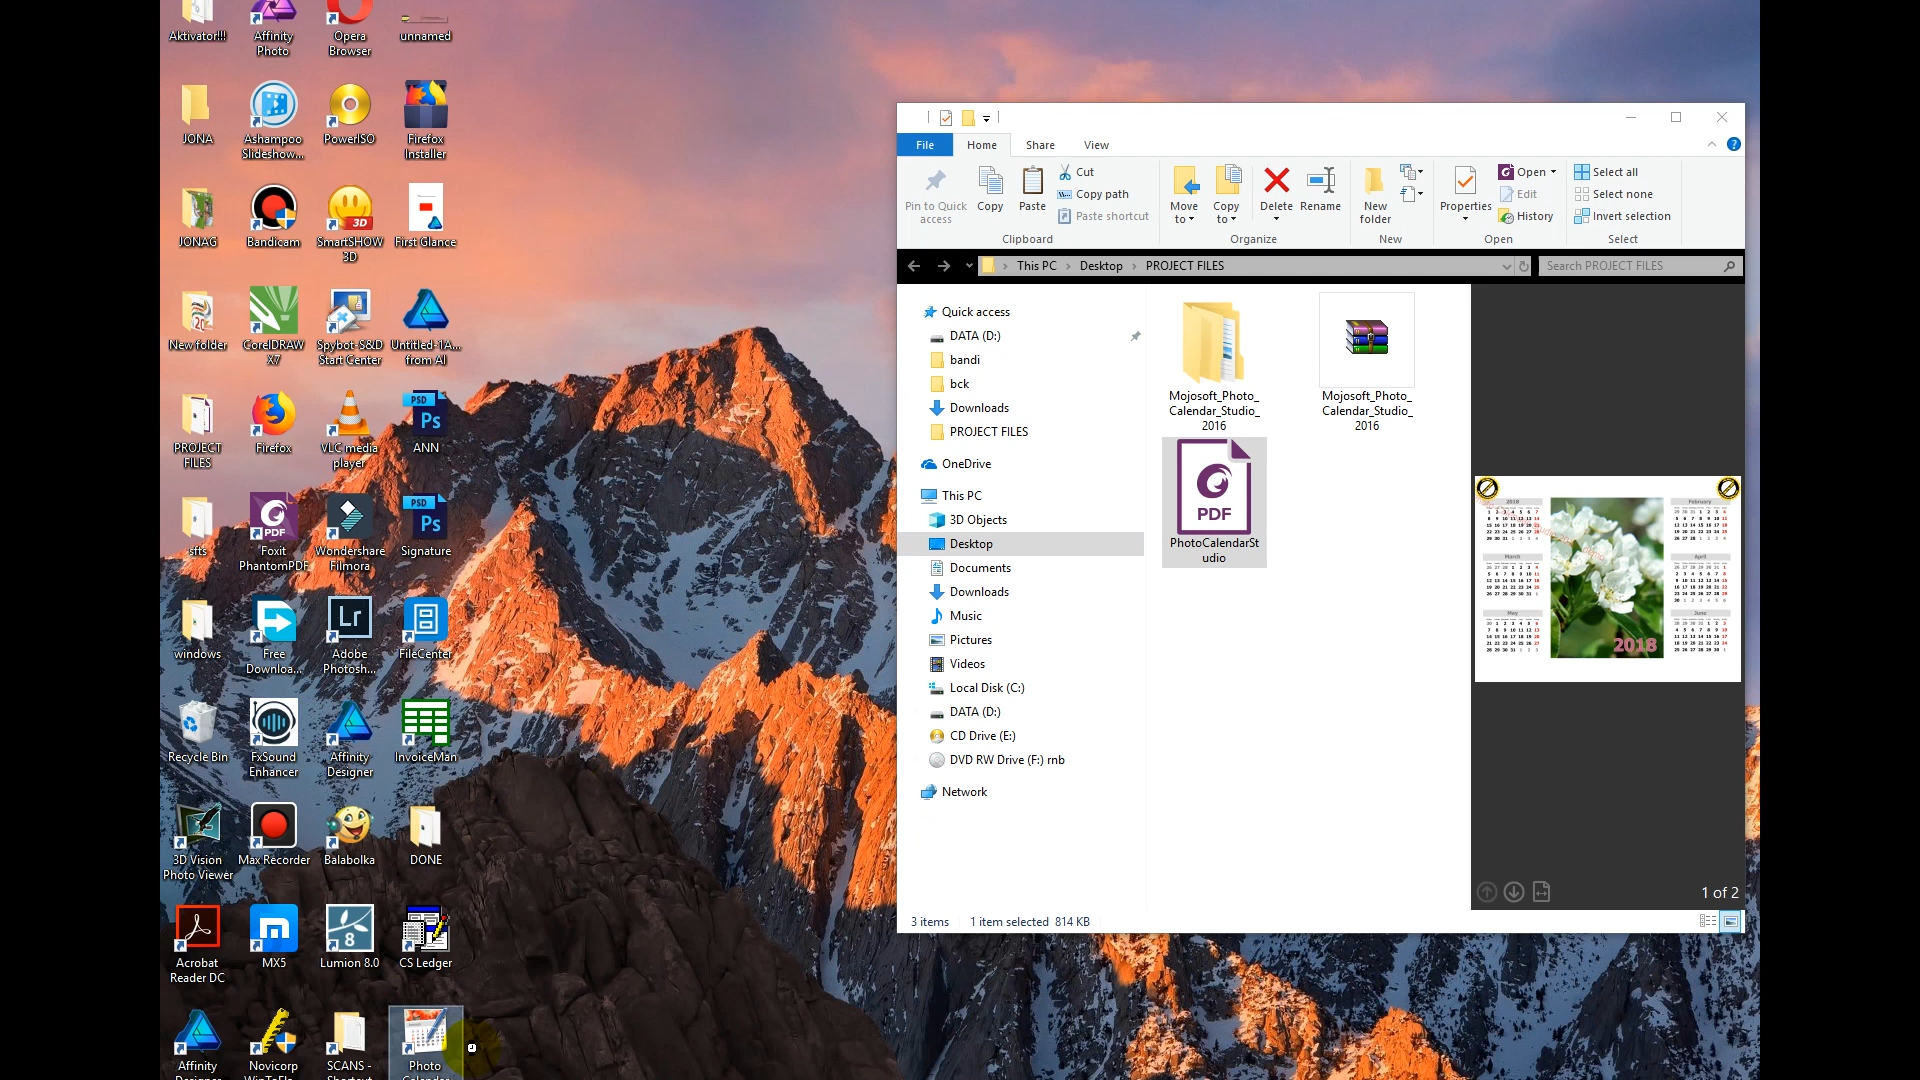 Aktivator!!!
Affinity
Photo
Opera
Browser
unnamed
JONA
Ashampoo
Slideshow...
PowerISO
Firefox
Installer
JONAG
Bandicam
SmartSHOW
3D
First Glance
New folder
CorelDRAW
X7
Spybot-S&D
Start Center
Untitled-1A...
from AI
PROJECT
FILES
Firefox
VLC media
player
ANN
sfts
Foxit
PhantomPDF
Wondershare
Filmora
Signature
windows
Free
Downloa...
Adobe
Photosh...
FileCenter
Recycle Bin
FxSound
Enhancer
Affinity
Designer
InvoiceMan
3D Vision
Photo Viewer
Max Recorder
Balabolka
DONE
Acrobat
Reader DC
MX5
Lumion 8.0
CS Ledger
Affinity
Designer
Novicorp
SCANS -
Shortcut
Photo
Calendar
File
Home
Share
View
Pin to Quick
access
Copy
Paste
Cut
Copy path
Paste shortcut
Clipboard
Move
to
Copy
to
Delete
Rename
Organize
New
folder
New
Properties
Open
Edit
History
Open
Select all
Select none
Invert selection
Select
This PC
Desktop
PROJECT FILES
Search PROJECT FILES
Quick access
DATA (D:)
bandi
bck
Downloads
PROJECT FILES
OneDrive
This PC
3D Objects
Desktop
Documents
Downloads
Music
Pictures
Videos
Local Disk (C:)
DATA (D:)
CD Drive (E:)
DVD RW Drive (F:) rnb
Network
Mojosoft_Photo_
Calendar_Studio_
2016
Mojosoft_Photo_
Calendar_Studio_
2016
PDF
PhotoCalendarSt
udio
2018
February
March
April
May
June
2018
1 of 2
3 items
1 item selected 814 KB